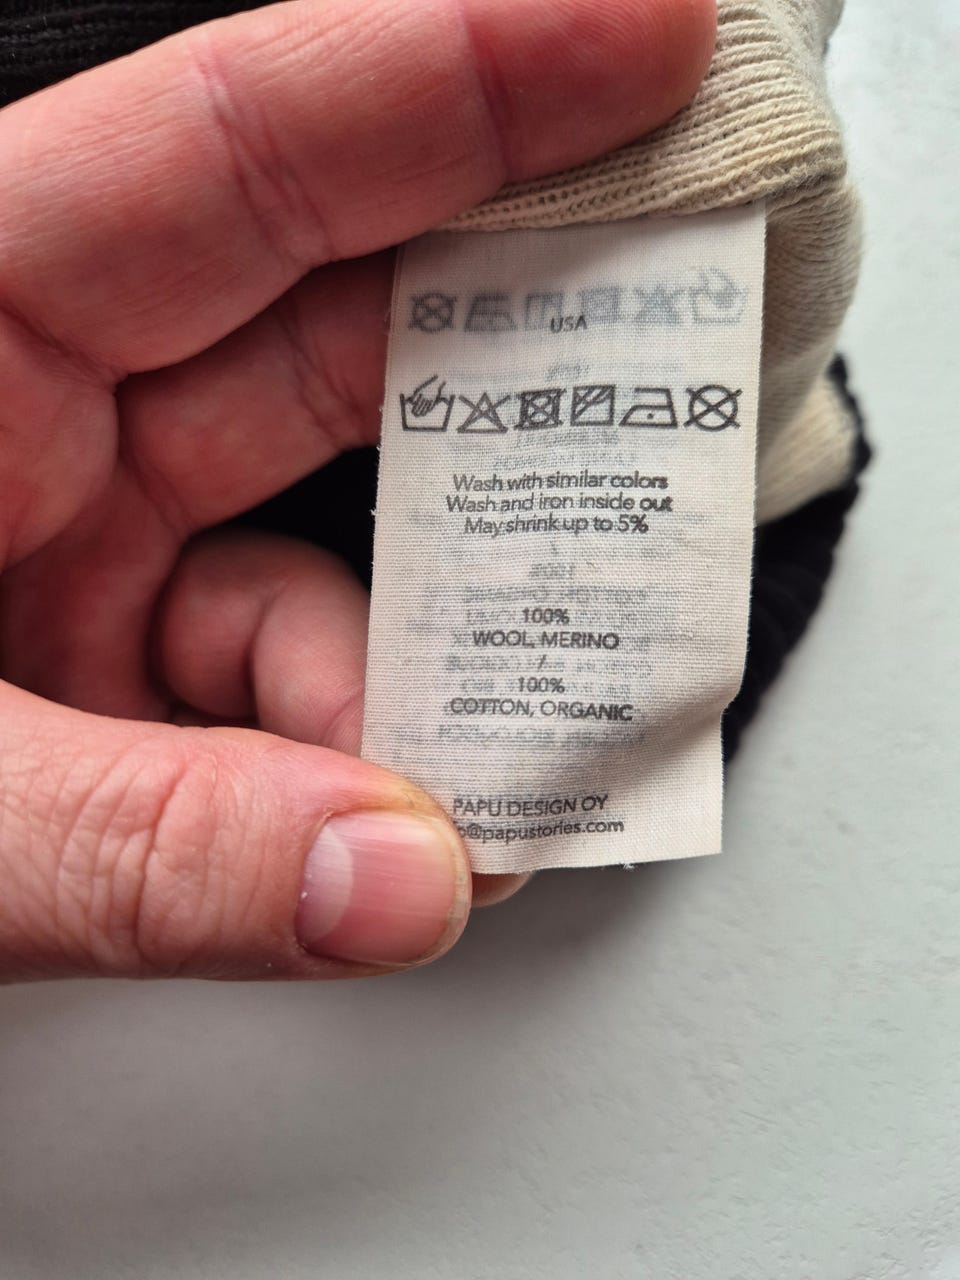 USA
Wash with similar colors
Wash and iron inside out
May shrink up to 5%
100%
WOOL, MERINO
/
100%
COTTON, ORGANIC
PAPU DESIGN OY
@papustories.com